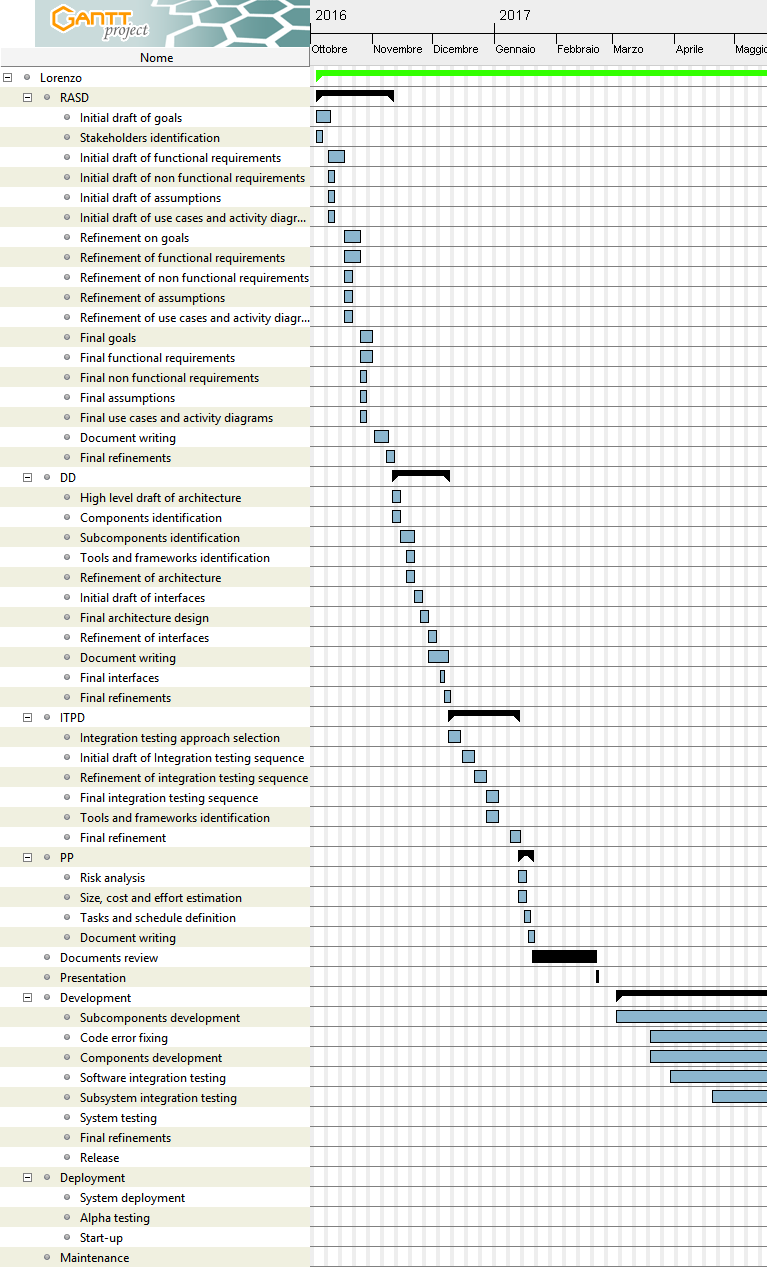 GANTT
project
2016
2017
Nome
Ottobre
Novembre
Dicembre
Gennaio
Febbraio
Marzo
Aprile
Maggio
Lorenzo
RASD
Initial draft of goals
Stakeholders identification
Initial draft of functional requirements
Initial draft of non functional requirements
Initial draft of assumptions
Initial draft of use cases and activity diagr...
Refinement on goals
Refinement of functional requirements
Refinement of non functional requirements
Refinement of assumptions
Refinement of use cases and activity diagr...
Final goals
Final functional requirements
Final non functional requirements
Final assumptions
Final use cases and activity diagrams
Document writing
Final refinements
DD
High level draft of architecture
Components identification
Subcomponents identification
Tools and frameworks identification
Refinement of architecture
Initial draft of interfaces
Final architecture design
Refinement of interfaces
Document writing
Final interfaces
Final refinements
ITPD
Integration testing approach selection
Initial draft of Integration testing sequence
Refinement of integration testing sequence
Final integration testing sequence
Tools and frameworks identification
Final refinement
PP
Risk analysis
Size, cost and effort estimation
Tasks and schedule definition
Document writing
Documents review
Presentation
Development
Subcomponents development
Code error fixing
Components development
Software integration testing
Subsystem integration testing
System testing
Final refinements
Release
Deployment
System deployment
Alpha testing
Start-up
Maintenance